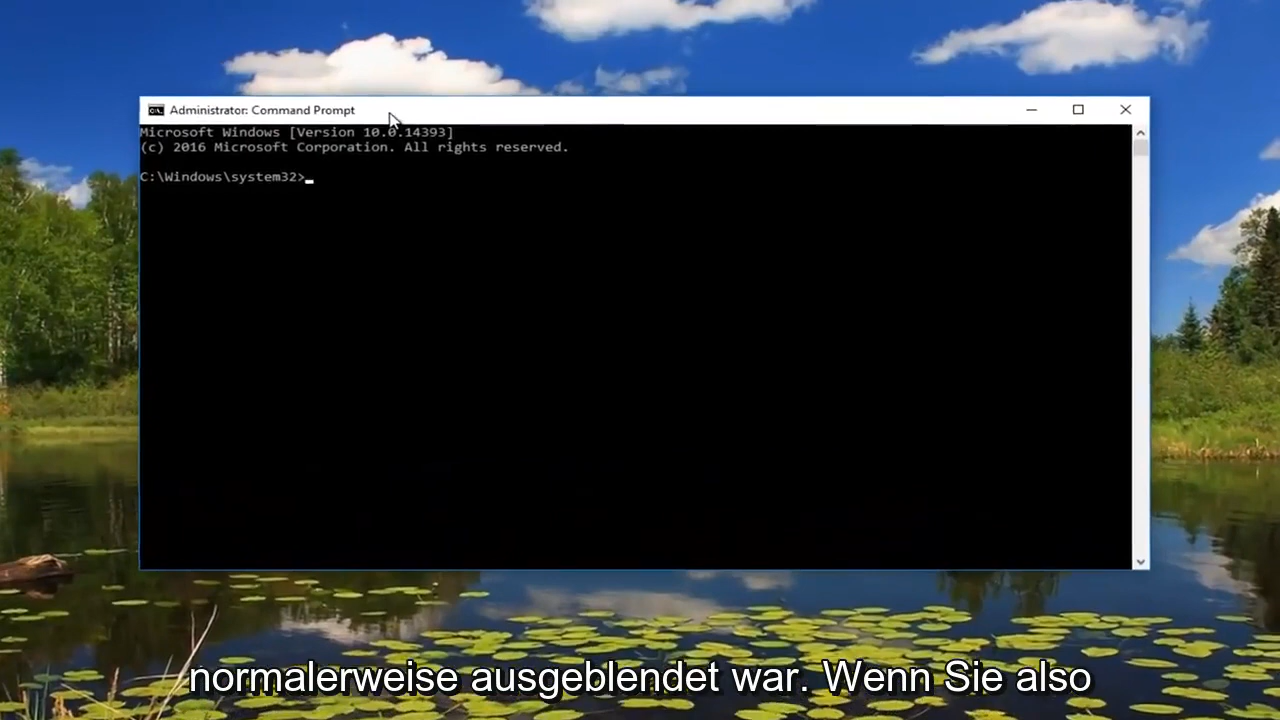 Administrator: Command Prompt
Microsoft Windows [Version 10.0.14393]
(c) 2016 Microsoft Corporation. All rights reserved.
C:\Windows\system32>
normalerweise ausgeblendet war. Wenn Sie also